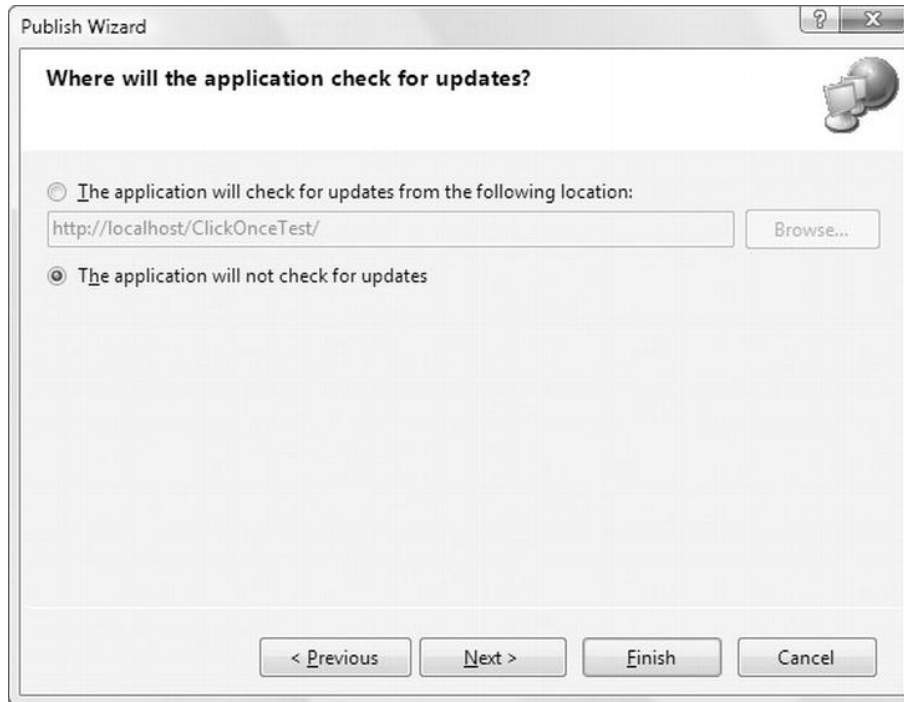 Publish Wizard
?
X
Where will the application check for updates?
The application will check for updates from the following location:
http://localhost/ClickOnceTest/
Browse...
The application will not check for updates
< Previous
Next >
Finish
Cancel